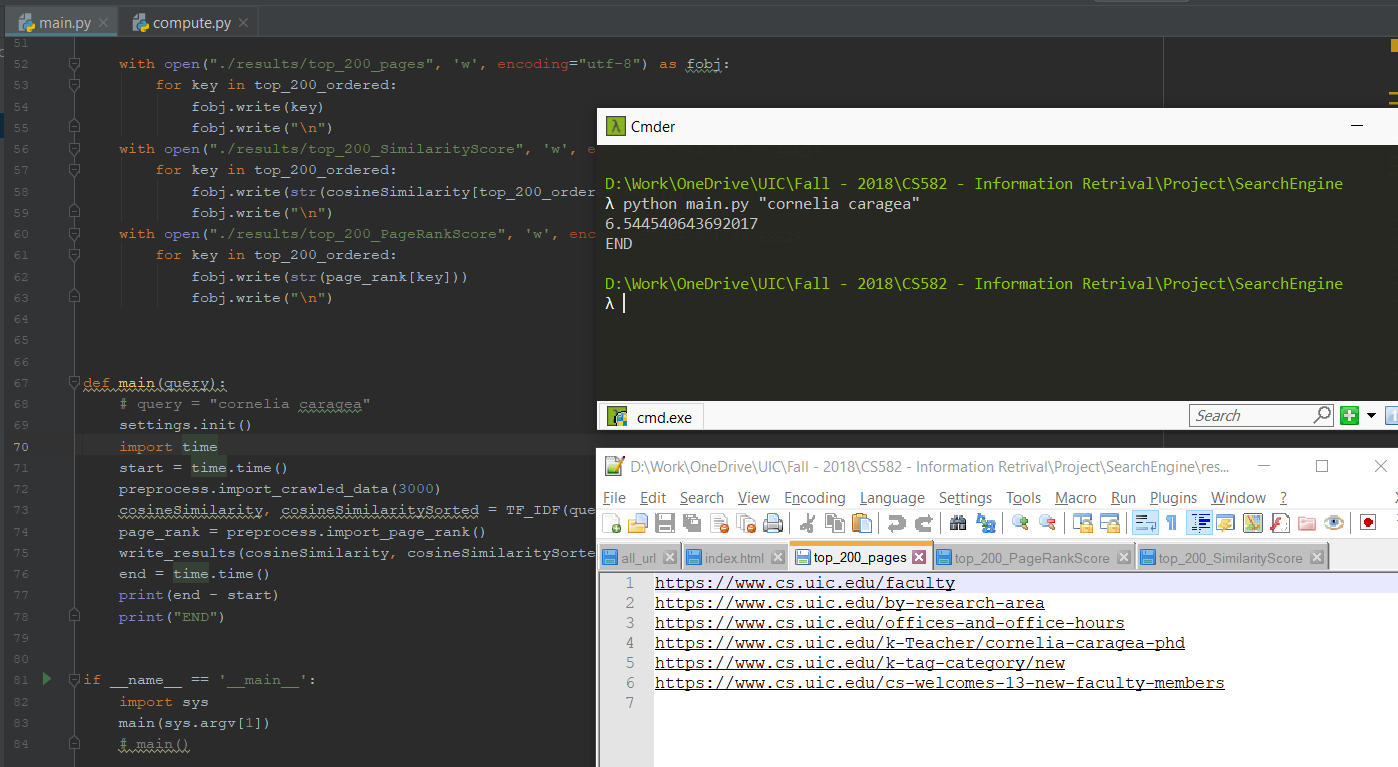 main.py
compute.py
51
52 with open("./results/top_200_pages", 'w', encoding="utf-8") as fobj:
53 for key in top_200_ordered:
54 fobj.write(key)
55 fobj.write("\n")
56 with open("./results/top_200_SimilarityScore", 'w', e
57 for key in top_200_ordered:
58 fobj.write(str(cosineSimilarity[top_200_order
59 fobj.write("\n")
60 with open("./results/top_200_PageRankScore", 'w', enc
61 for key in top_200_ordered:
62 fobj.write(str(page_rank[key]))
63 fobj.write("\n")
64
65
66
67 def main(query):
68 # query = "cornelia caragea"
69 settings.init()
70 import time
71 start = time.time()
72 preprocess.import_crawled_data(3000)
73 cosineSimilarity, cosineSimilaritySorted = TF_IDF(que
74 page_rank = preprocess.import_page_rank()
75 write_results(cosineSimilarity, cosineSimilaritySorte
76 end = time.time()
77 print(end - start)
78 print("END")
79
80
81 if __name__ == '__main__':
82 import sys
83 main(sys.argv[1])
84 # main()
λ Cmder
D:\Work\OneDrive\UIC\Fall - 2018\CS582 - Information Retrival\Project\SearchEngine
λ python main.py "cornelia caragea"
6.544540643692017
END
D:\Work\OneDrive\UIC\Fall - 2018\CS582 - Information Retrival\Project\SearchEngine
λ
cmd.exe
Search
D:\Work\OneDrive\UIC\Fall - 2018\CS582 - Information Retrival\Project\SearchEngine\res...
File Edit Search View Encoding Language Settings Tools Macro Run Plugins Window ?
all_url index.html top_200_pages top_200_PageRankScore top_200_SimilarityScore
1 https://www.cs.uic.edu/faculty
2 https://www.cs.uic.edu/by-research-area
3 https://www.cs.uic.edu/offices-and-office-hours
4 https://www.cs.uic.edu/k-Teacher/cornelia-caragea-phd
5 https://www.cs.uic.edu/k-tag-category/new
6 https://www.cs.uic.edu/cs-welcomes-13-new-faculty-members
7